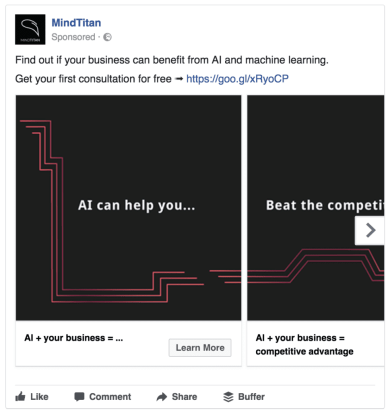 MindTitan
Sponsored ·
Find out if your business can benefit from AI and machine learning.
Get your first consultation for free ➡ https://goo.gl/xRyoCP
AI can help you...
Beat the competi
AI + your business = ...
Learn More
AI + your business =
competitive advantage
Like Comment Share Buffer